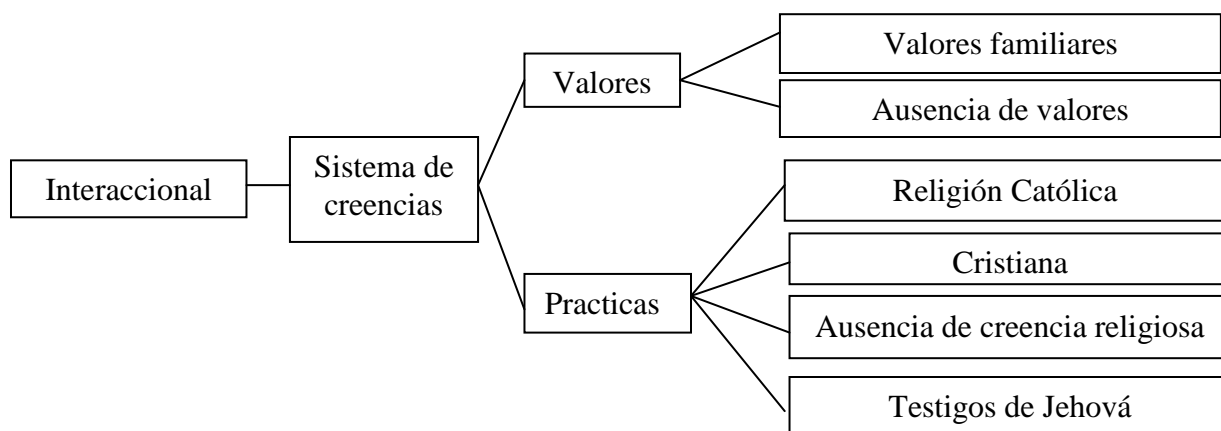 Interaccional
Sistema de
creencias
Valores
Valores familiares
Ausencia de valores
Practicas
Religión Católica
Cristiana
Ausencia de creencia religiosa
Testigos de Jehová